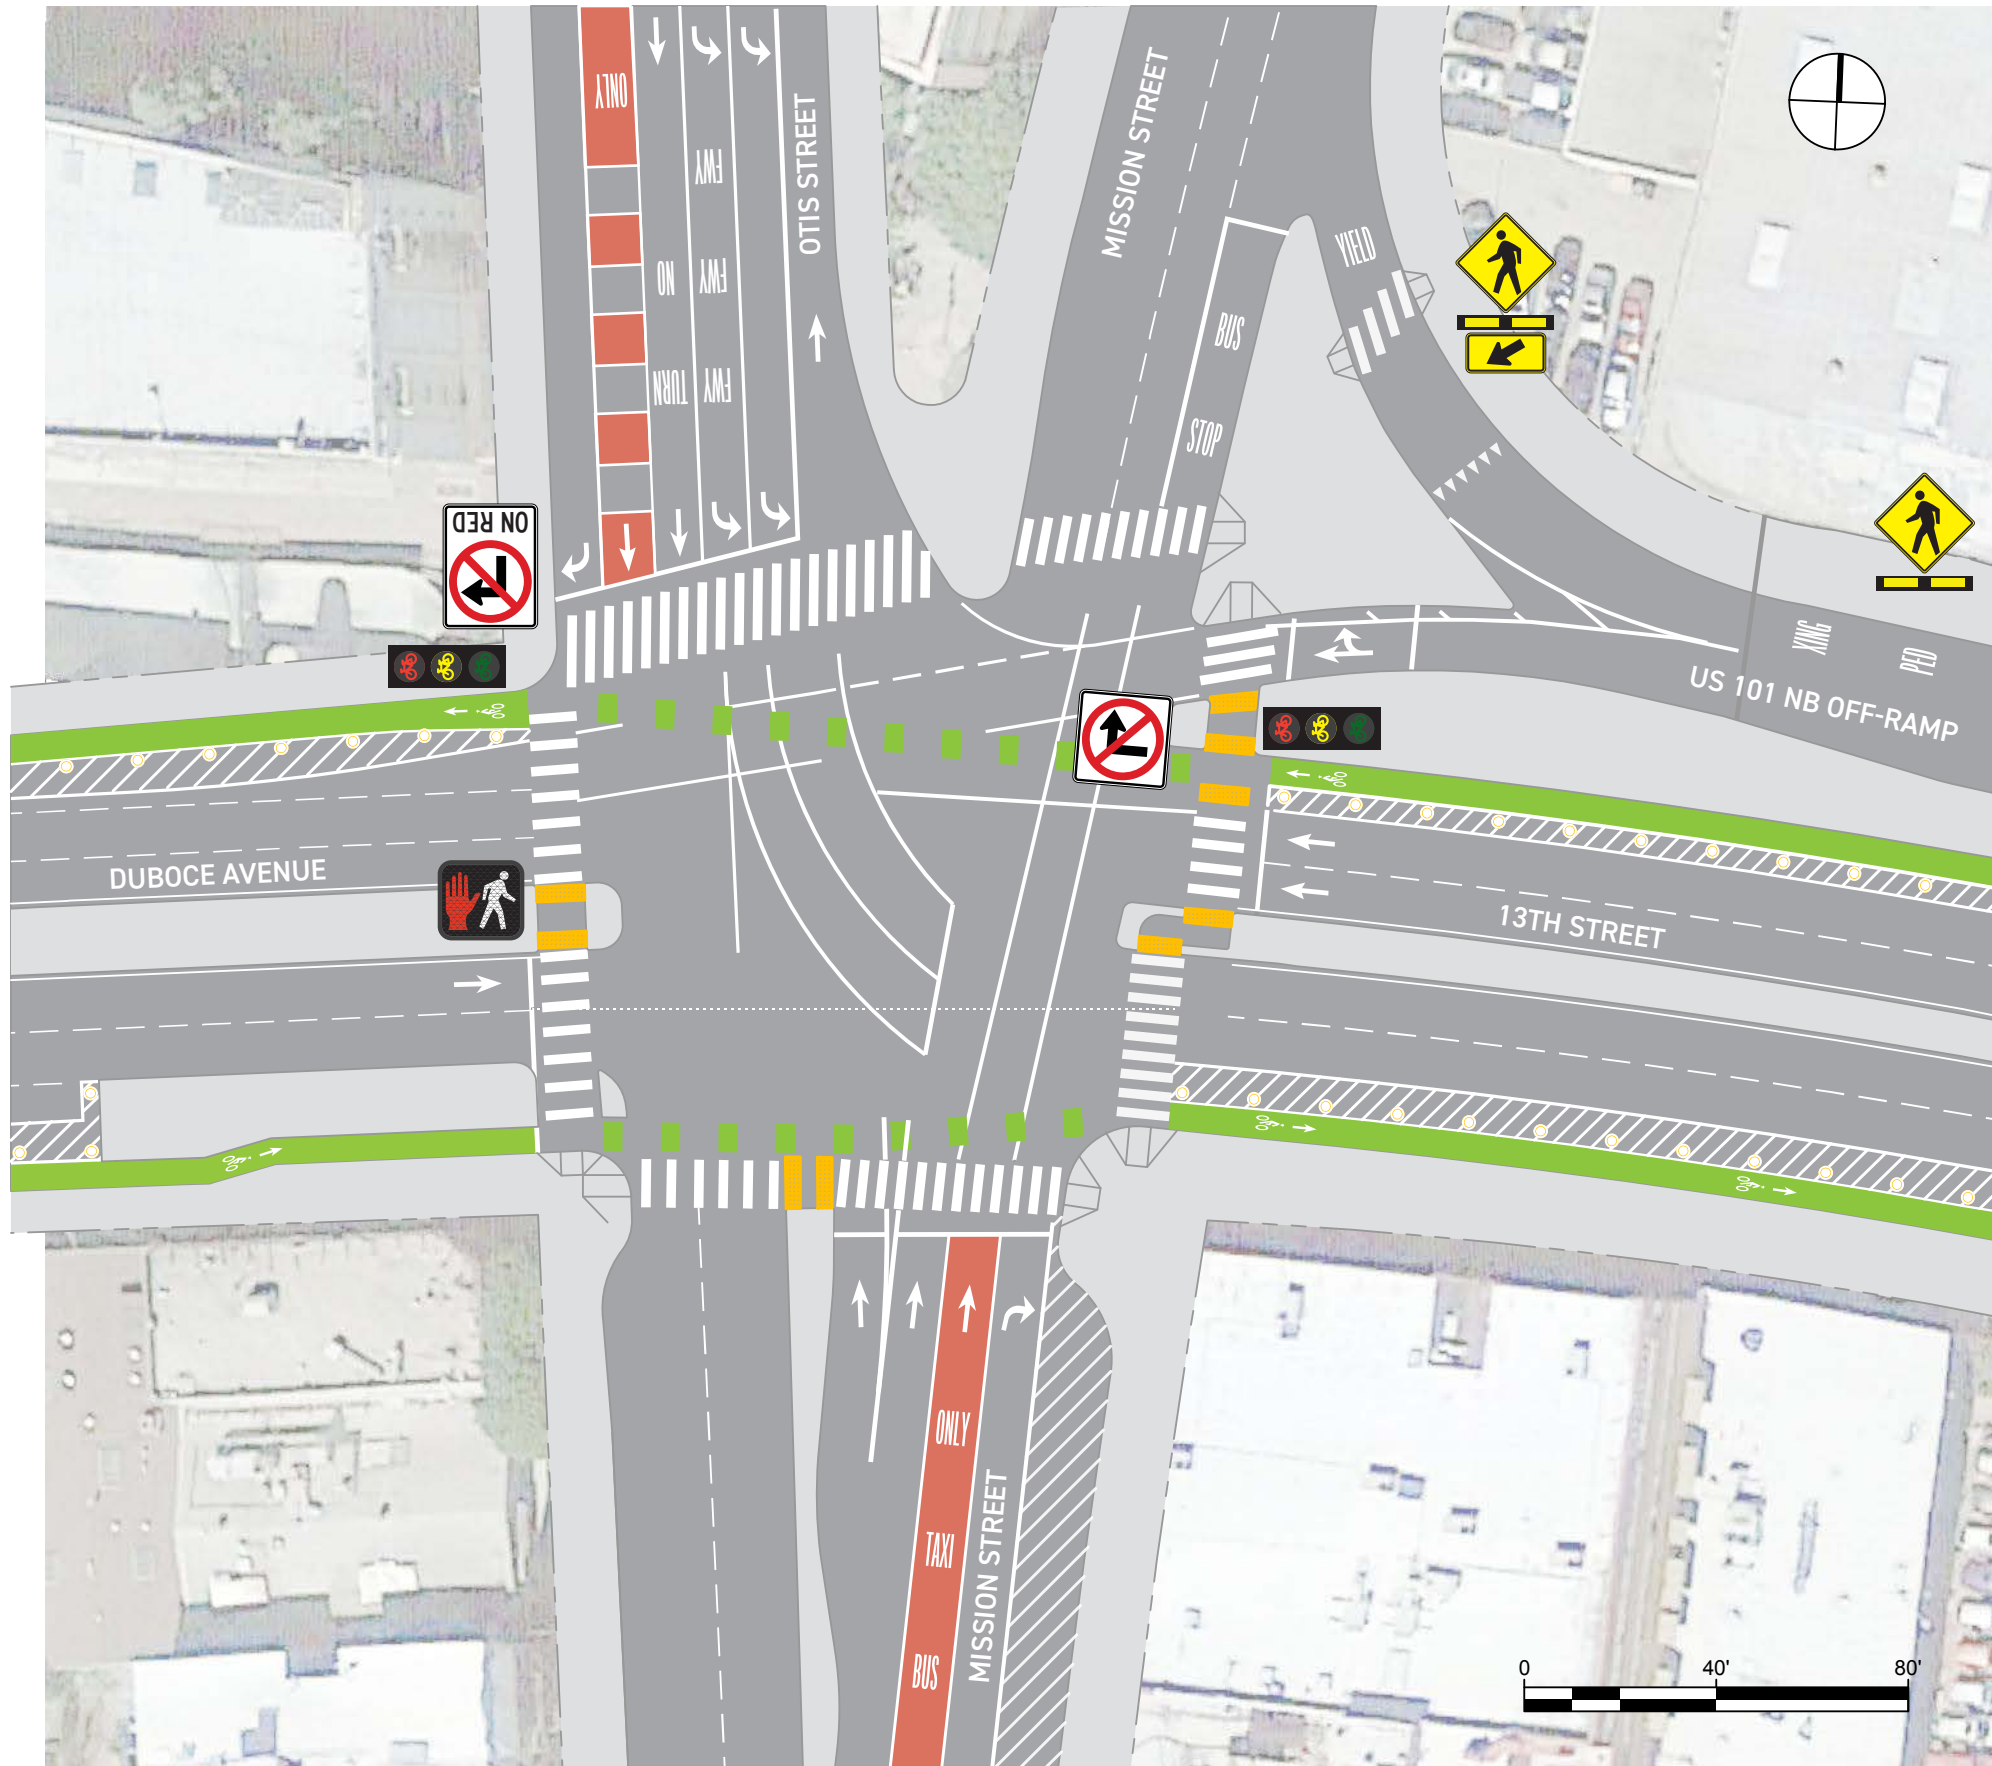 ONLY
OTIS STREET
FWY
NO
FWY
TURN
FWY
MISSION STREET
BUS
STOP
YIELD
ON RED
XING
PED
US 101 NB OFF-RAMP
DUBOCE AVENUE
13TH STREET
ONLY
TAXI
BUS
MISSION STREET
0 40' 80'